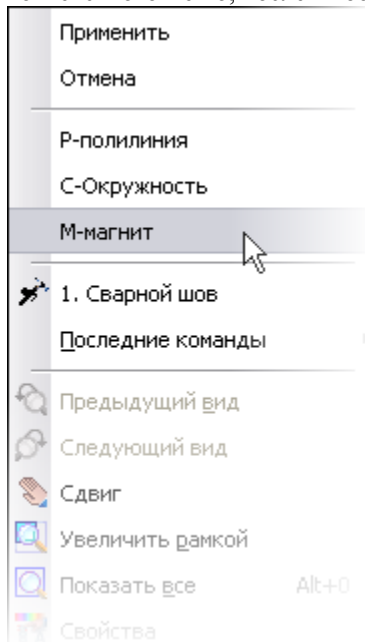 Применить
Отмена
Р-полилиния
С-Окружность
М-магнит
1. Сварной шов
Последние команды
Предыдущий вид
Следующий вид
Сдвиг
Увеличить рамкой
Показать все Alt+0
Свойства